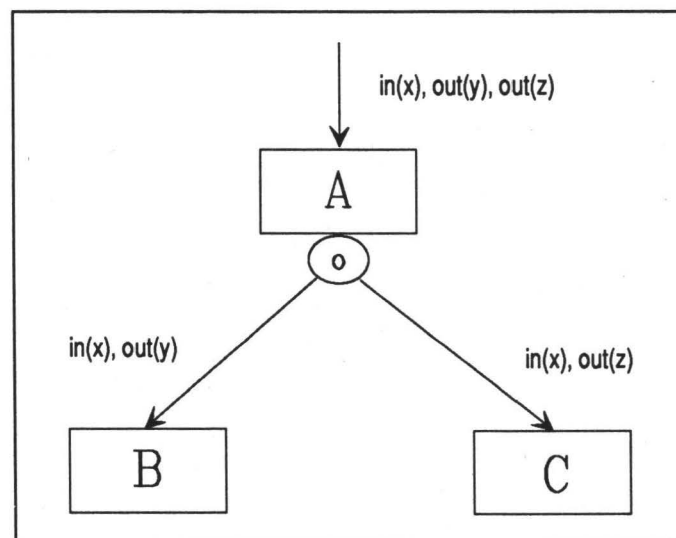 in(x), out(y), out(z)
A
o
in(x), out(y)
in(x), out(z)
B
C